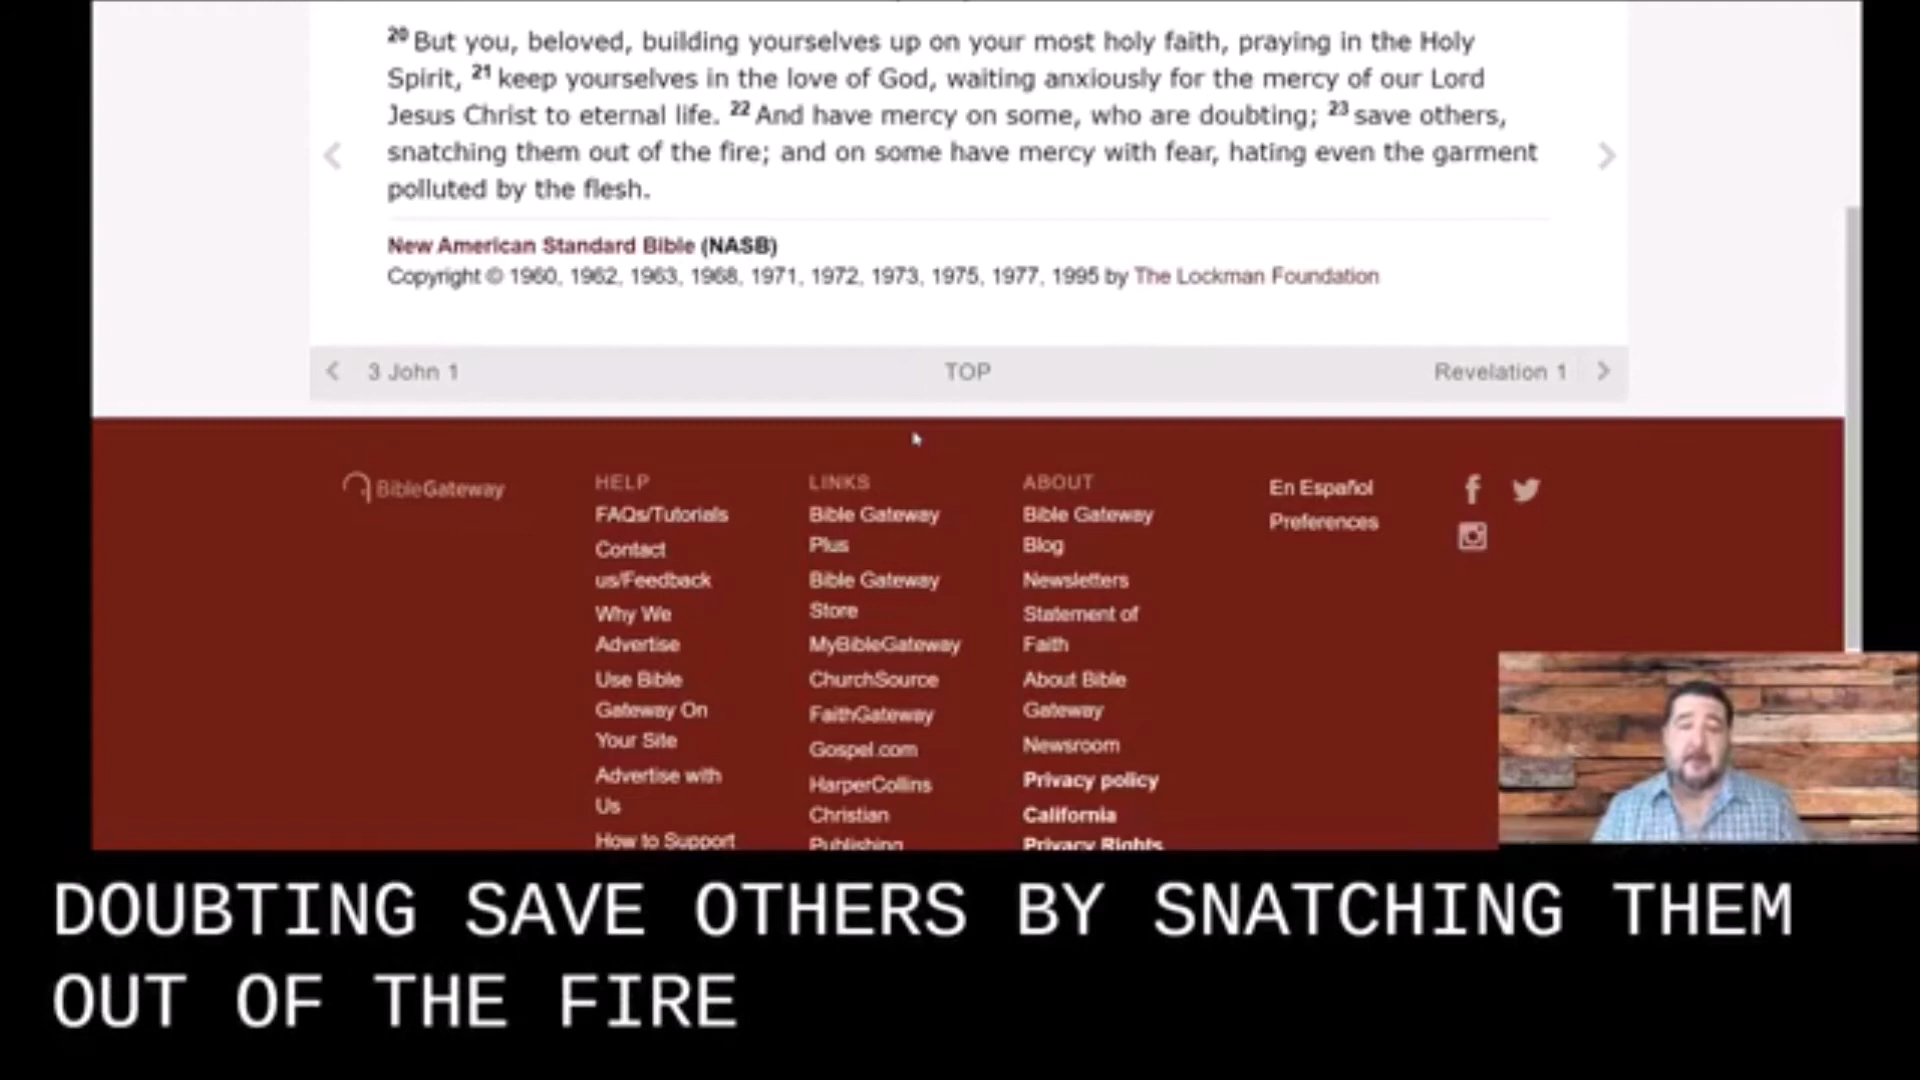 20 But you, beloved, building yourselves up on your most holy faith, praying in the Holy
Spirit, 21 keep yourselves in the love of God, waiting anxiously for the mercy of our Lord
Jesus Christ to eternal life. 22 And have mercy on some, who are doubting; 23 save others,
snatching them out of the fire; and on some have mercy with fear, hating even the garment
polluted by the flesh.
New American Standard Bible (NASB)
Copyright © 1960, 1962, 1963, 1968, 1971, 1972, 1973, 1975, 1977, 1995 by The Lockman Foundation
3 John 1
TOP
Revelation 1
BibleGateway
HELP
FAQs/Tutorials
Contact
us/Feedback
Why We
Advertise
Use Bible
Gateway On
Your Site
Advertise with
Us
How to Support
LINKS
Bible Gateway
Plus
Bible Gateway
Store
MyBibleGateway
ChurchSource
FaithGateway
Gospel.com
HarperCollins
Christian
Publishing
ABOUT
Bible Gateway
Blog
Newsletters
Statement of
Faith
About Bible
Gateway
Newsroom
Privacy policy
California
Privacy Rights
En Español
Preferences
DOUBTING SAVE OTHERS BY SNATCHING THEM
OUT OF THE FIRE